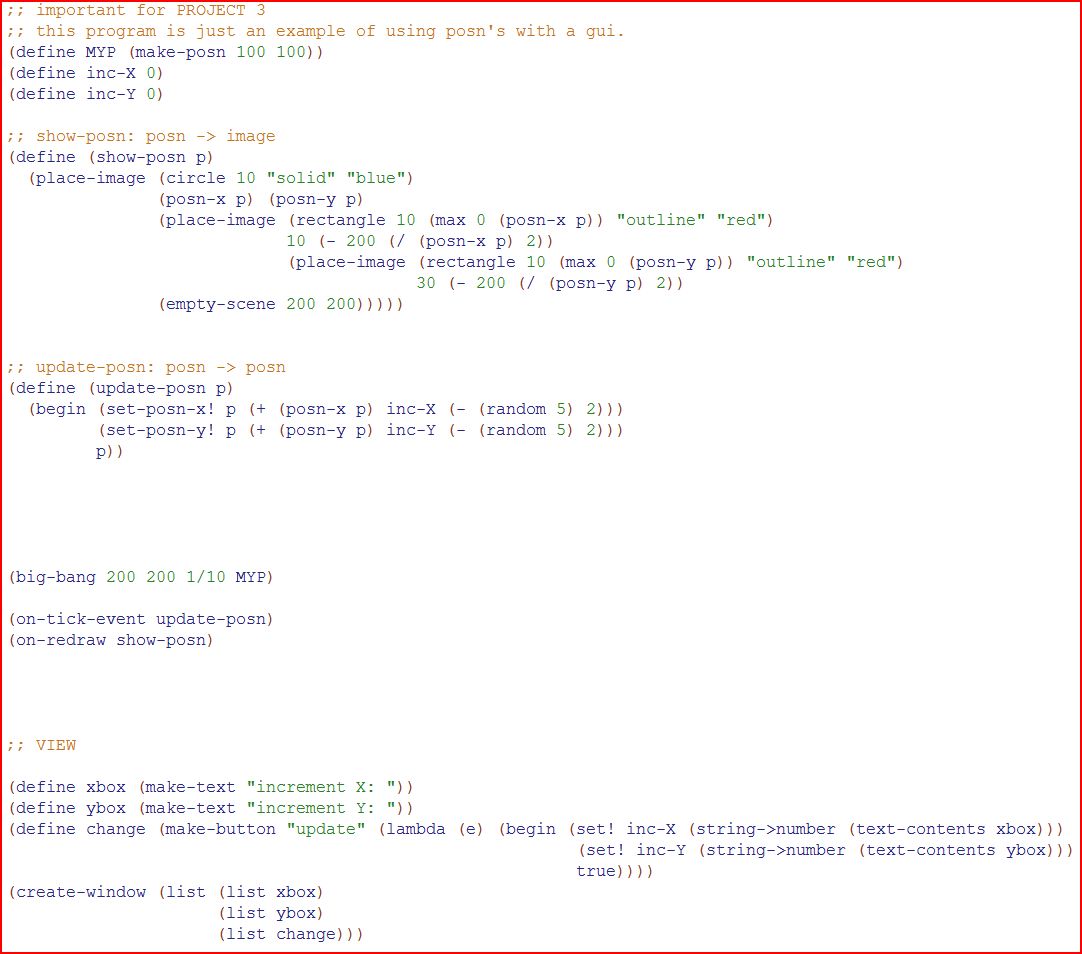 ;; important for PROJECT 3
;; this program is just an example of using posn's with a gui.
(define MYP (make-posn 100 100))
(define inc-X 0)
(define inc-Y 0)
;; show-posn: posn -> image
(define (show-posn p)
(place-image (circle 10 "solid" "blue")
(posn-x p) (posn-y p)
(place-image (rectangle 10 (max 0 (posn-x p)) "outline" "red")
10 (- 200 (/ (posn-x p) 2))
(place-image (rectangle 10 (max 0 (posn-y p)) "outline" "red")
30 (- 200 (/ (posn-y p) 2))
(empty-scene 200 200)))))
;; update-posn: posn -> posn
(define (update-posn p)
(begin (set-posn-x! p (+ (posn-x p) inc-X (- (random 5) 2)))
(set-posn-y! p (+ (posn-y p) inc-Y (- (random 5) 2)))
p))
(big-bang 200 200 1/10 MYP)
(on-tick-event update-posn)
(on-redraw show-posn)
;; VIEW
(define xbox (make-text "increment X: "))
(define ybox (make-text "increment Y: "))
(define change (make-button "update" (lambda (e) (begin (set! inc-X (string->number (text-contents xbox)))
(set! inc-Y (string->number (text-contents ybox)))
true))))
(create-window (list (list xbox)
(list ybox)
(list change)))